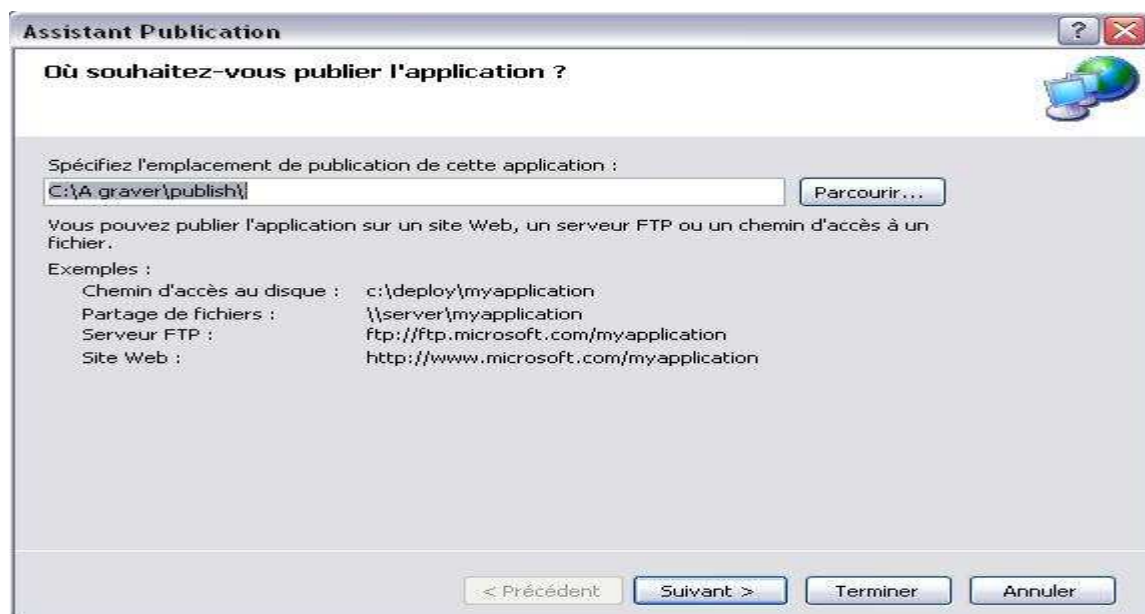 Assistant Publication
?
Où souhaitez-vous publier l'application ?
Spécifiez l'emplacement de publication de cette application :
C:\A graver\publish\
Parcourir...
Vous pouvez publier l'application sur un site Web, un serveur FTP ou un chemin d'accès à un
fichier.
Exemples :
Chemin d'accès au disque : c:\deploy\myapplication
Partage de fichiers : \\server\myapplication
Serveur FTP : ftp://ftp.microsoft.com/myapplication
Site Web : http://www.microsoft.com/myapplication
< Précédent Suivant > Terminer Annuler